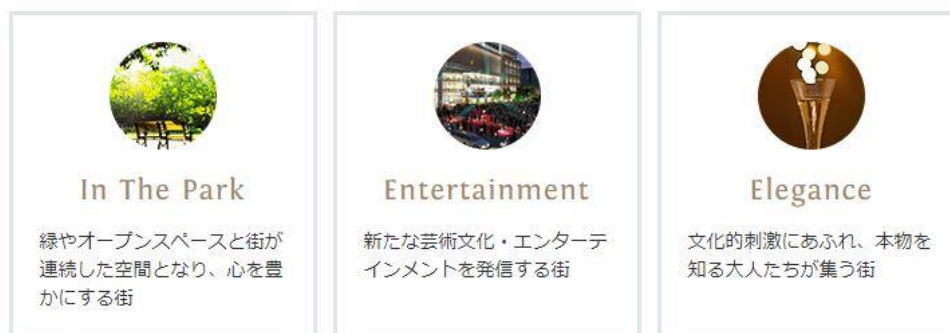 In The Park
緑やオープンスペースと街が
連続した空間となり、心を豊
かにする街
Entertainment
新たな芸術文化・エンターテ
インメントを発信する街
Elegance
文化的刺激にあふれ、本物を
知る大人たちが集う街